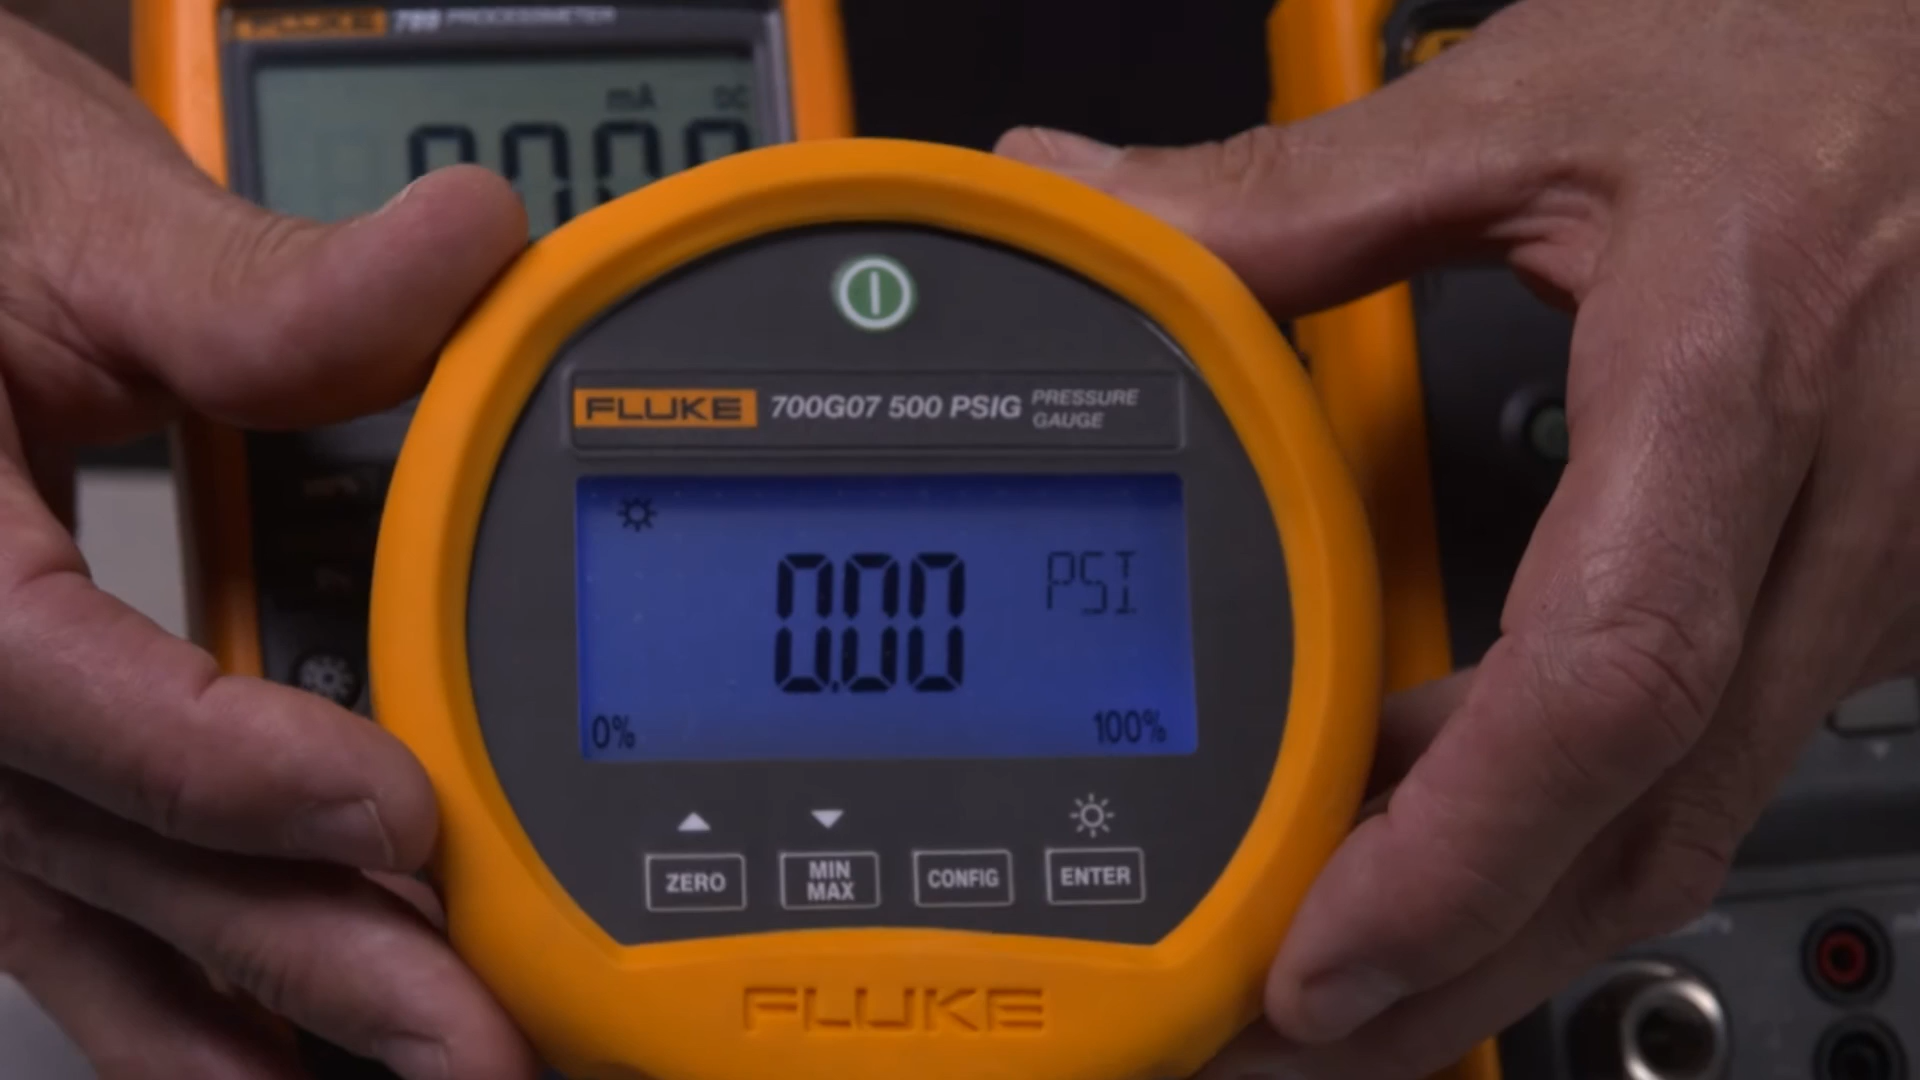 FLUKE 789 PROCESSMETER
mA DC
FLUKE 700G07 500 PSIG PRESSURE GAUGE
0.00 PSI
0% 100%
ZERO MIN MAX CONFIG ENTER
FLUKE